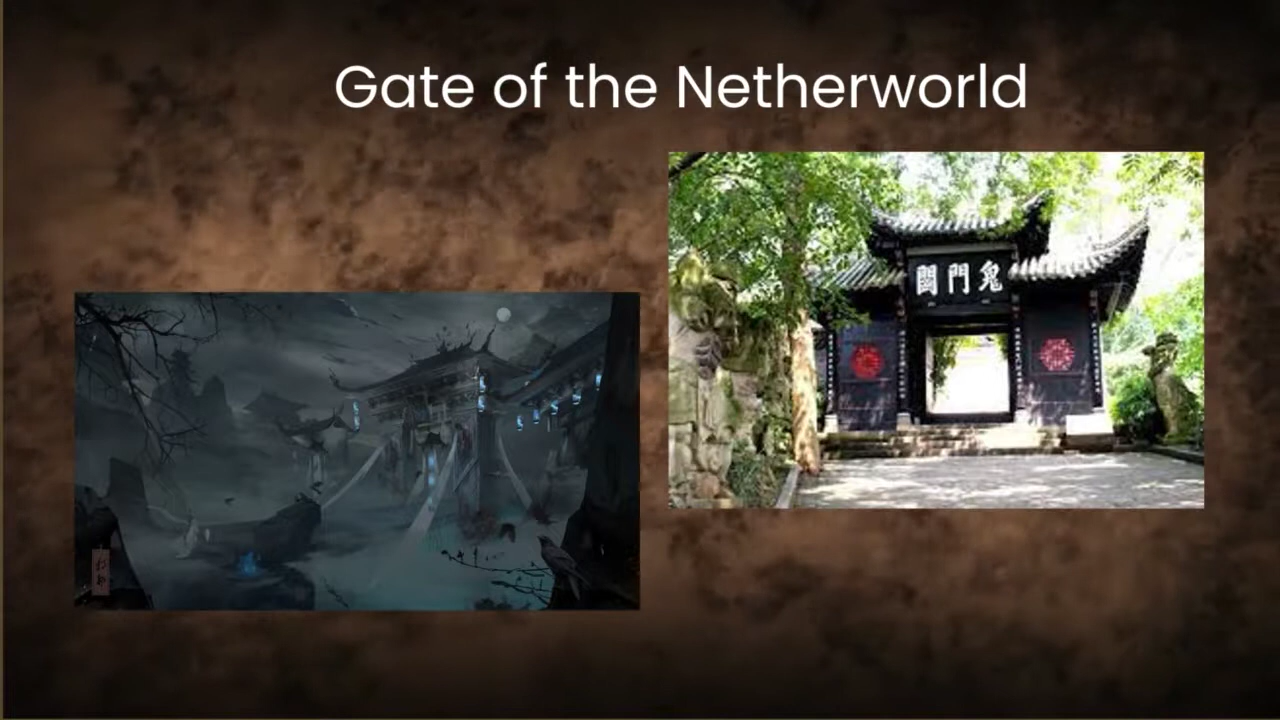 Gate of the Netherworld
鬼門關